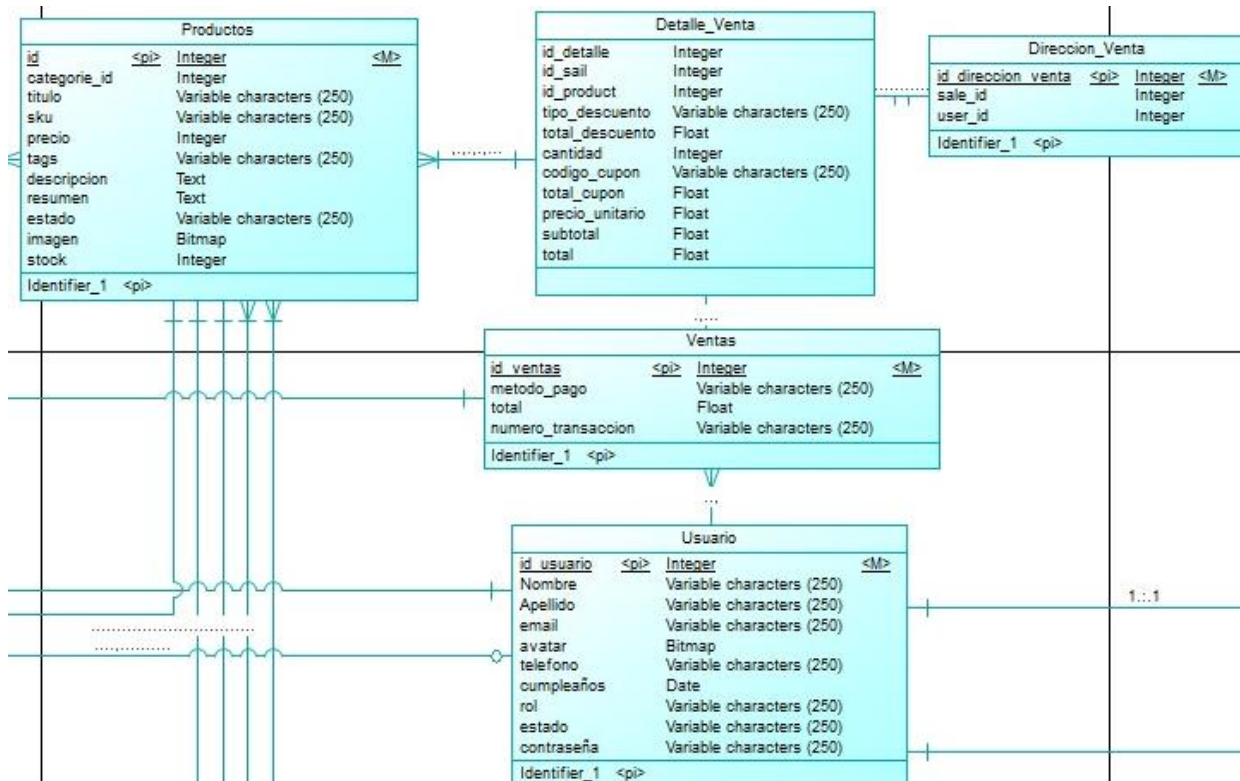 Productos
id <pi> Integer <M>
categorie_id Integer
titulo Variable characters (250)
sku Variable characters (250)
precio Integer
tags Variable characters (250)
descripcion Text
resumen Text
estado Variable characters (250)
imagen Bitmap
stock Integer
Identifier_1 <pi>
Detalle_Venta
id_detalle Integer
id_sail Integer
id_product Integer
tipo_descuento Variable characters (250)
total_descuento Float
cantidad Integer
codigo_cupon Variable characters (250)
total_cupon Float
precio_unitario Float
subtotal Float
total Float
Direccion_Venta
id_direccion_venta <pi> Integer <M>
sale_id Integer
user_id Integer
Identifier_1 <pi>
Ventas
id_ventas <pi> Integer <M>
metodo_pago Variable characters (250)
total Float
numero_transaccion Variable characters (250)
Identifier_1 <pi>
Usuario
id_usuario <pi> Integer <M>
Nombre Variable characters (250)
Apellido Variable characters (250)
email Variable characters (250)
avatar Bitmap
telefono Variable characters (250)
cumpleaños Date
rol Variable characters (250)
estado Variable characters (250)
contraseña Variable characters (250)
Identifier_1 <pi>
1..:.1